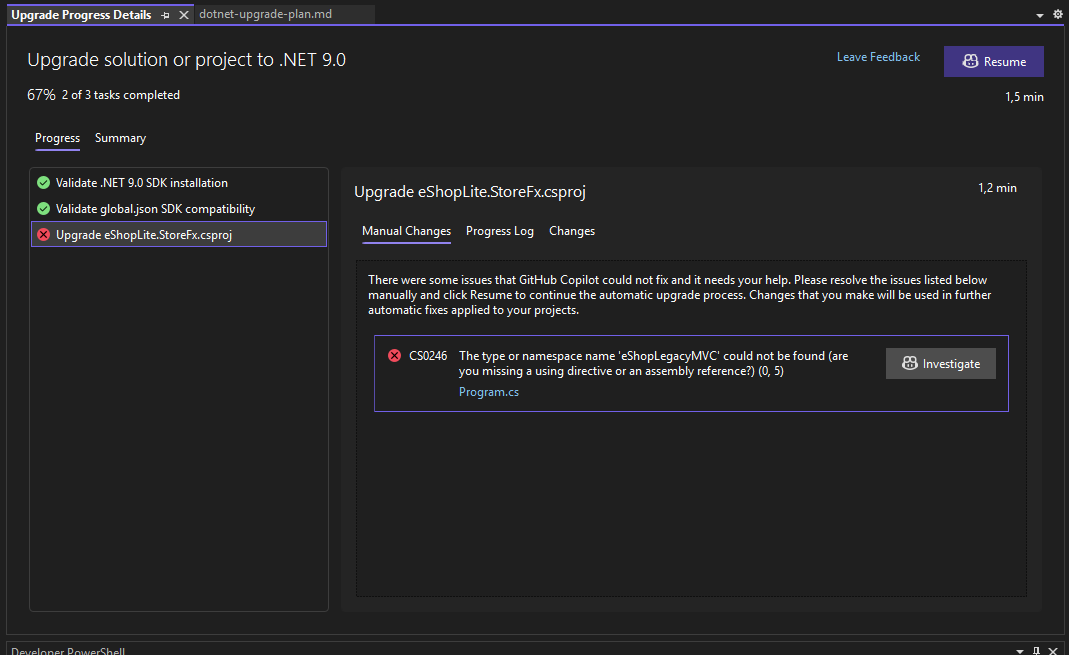 Upgrade Progress Details
dotnet-upgrade-plan.md
Upgrade solution or project to .NET 9.0
Leave Feedback
Resume
67% 2 of 3 tasks completed
1,5 min
Progress Summary
Validate .NET 9.0 SDK installation
Validate global.json SDK compatibility
Upgrade eShopLite.StoreFx.csproj
Upgrade eShopLite.StoreFx.csproj
1,2 min
Manual Changes Progress Log Changes
There were some issues that GitHub Copilot could not fix and it needs your help. Please resolve the issues listed below
manually and click Resume to continue the automatic upgrade process. Changes that you make will be used in further
automatic fixes applied to your projects.
CS0246 The type or namespace name 'eShopLegacyMVC' could not be found (are
you missing a using directive or an assembly reference?) (0, 5)
Program.cs
Investigate
Developer PowerShell